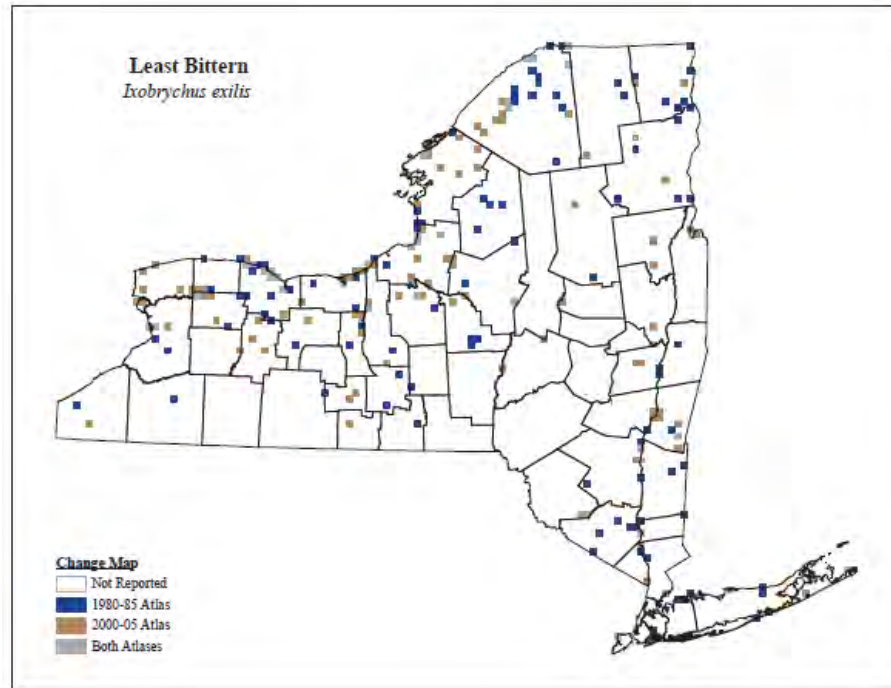 Least Bittern
Ixobrychus exilis
Change Map
Not Reported
1980-85 Atlas
2000-05 Atlas
Both Atlases